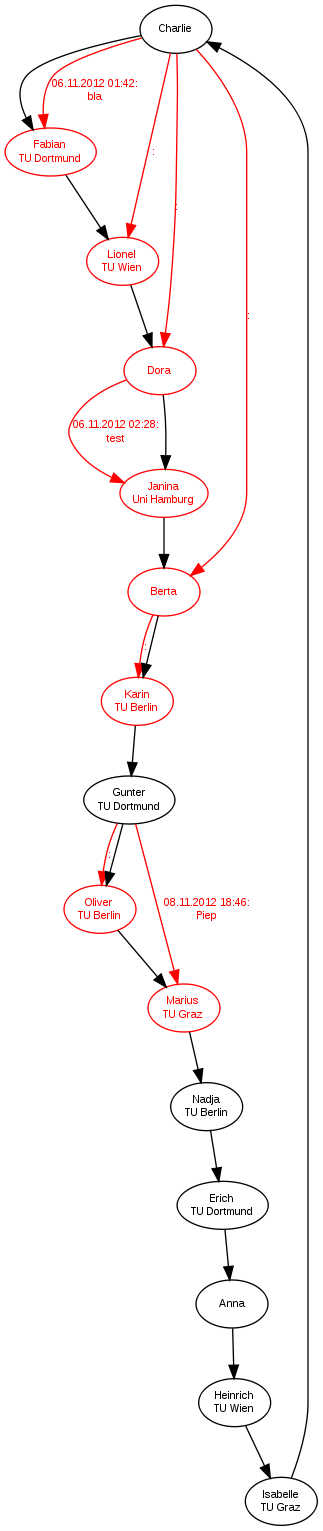 Charlie
06.11.2012 01:42:
bla
Fabian
TU Dortmund
:
:
Lionel
TU Wien
:
Dora
06.11.2012 02:28:
test
Janina
Uni Hamburg
Berta
:
Karin
TU Berlin
Gunter
TU Dortmund
:
Oliver
TU Berlin
08.11.2012 18:46:
Piep
Marius
TU Graz
Nadja
TU Berlin
Erich
TU Dortmund
Anna
Heinrich
TU Wien
Isabelle
TU Graz